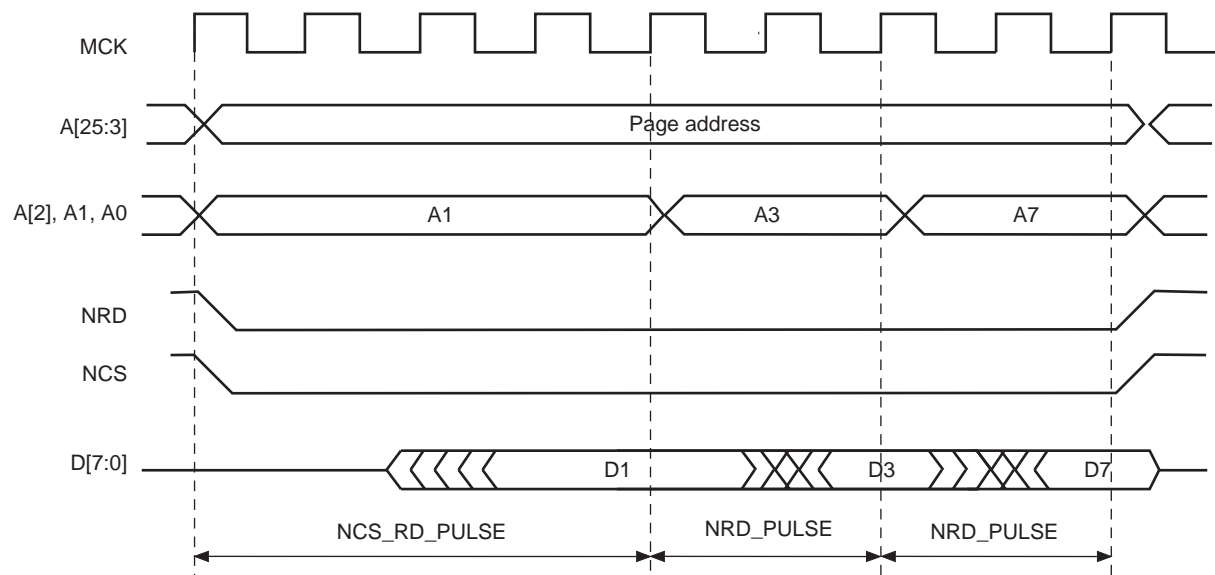 MCK
A[25:3]
Page address
A[2], A1, A0
A1
A3
A7
NRD
NCS
D[7:0]
D1
D3
D7
NCS_RD_PULSE
NRD_PULSE
NRD_PULSE